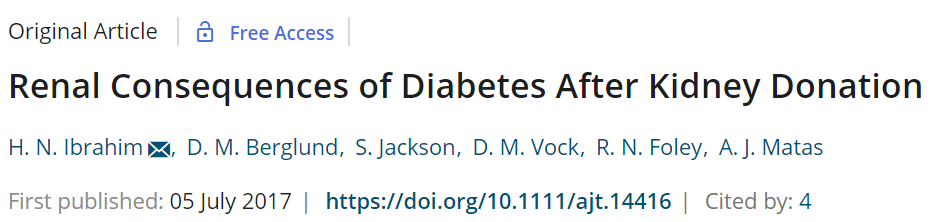 Original Article | Free Access |
Renal Consequences of Diabetes After Kidney Donation
H. N. Ibrahim, D. M. Berglund, S. Jackson, D. M. Vock, R. N. Foley, A. J. Matas
First published: 05 July 2017 | https://doi.org/10.1111/ajt.14416 | Cited by: 4